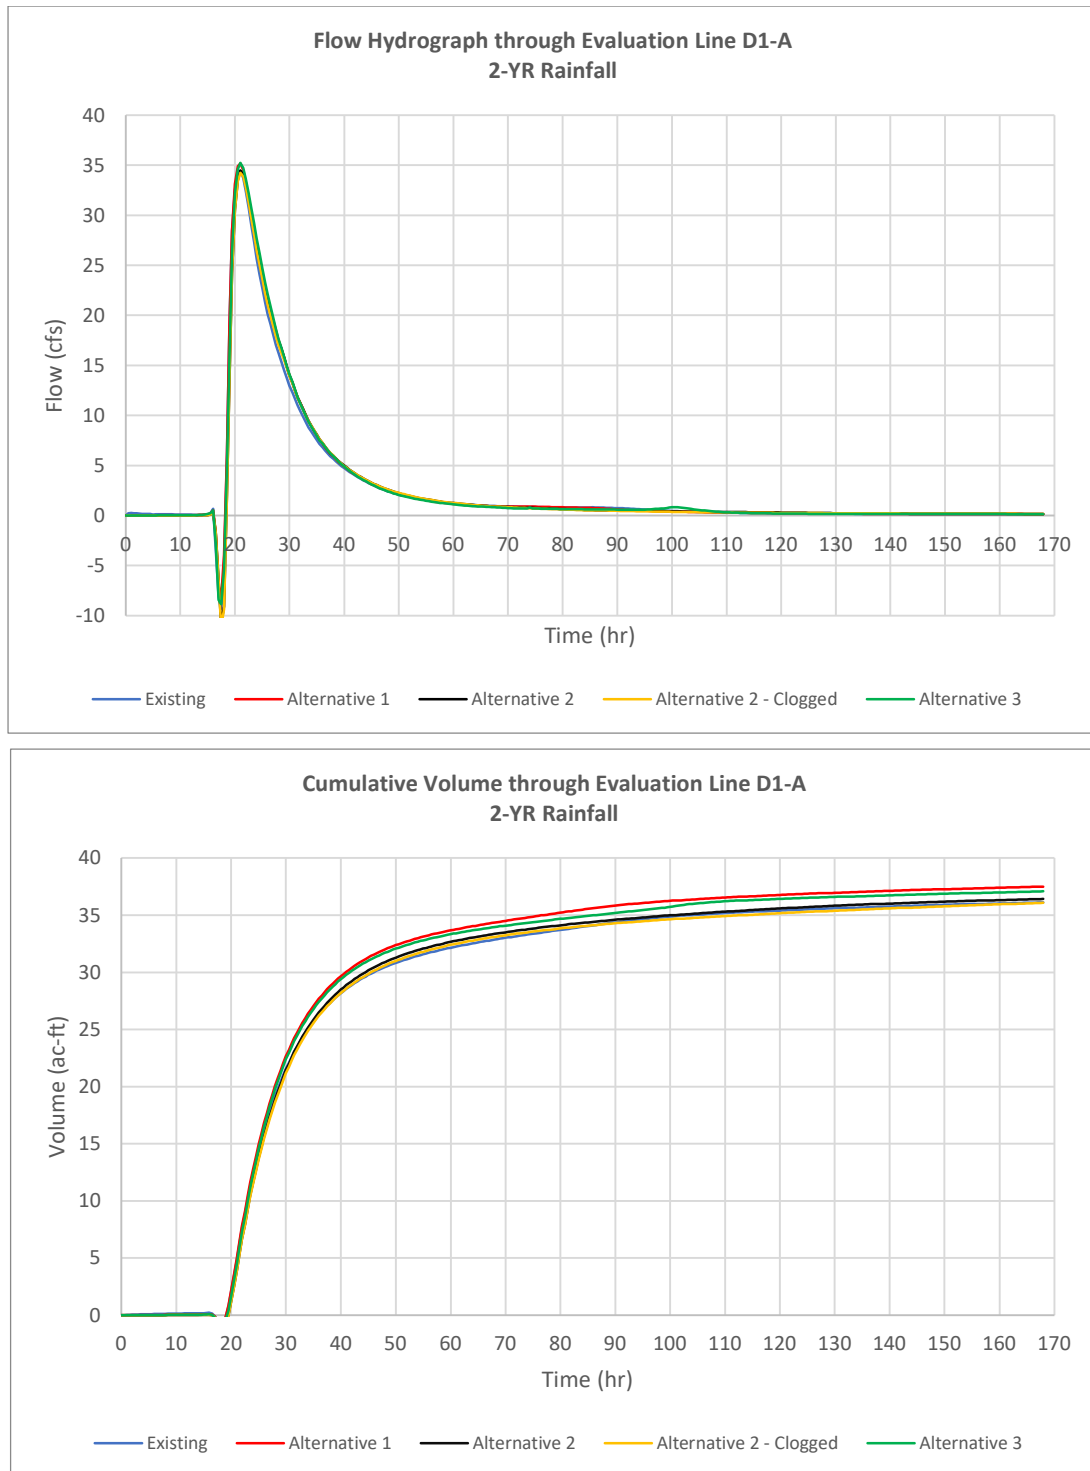 Flow Hydrograph through Evaluation Line D1-A
2-YR Rainfall
40
35
30
25
20
15
10
5
0
-5
-10
Flow (cfs)
0 10 20 30 40 50 60 70 80 90 100 110 120 130 140 150 160 170
Time (hr)
Existing Alternative 1 Alternative 2 Alternative 2 - Clogged Alternative 3
Cumulative Volume through Evaluation Line D1-A
2-YR Rainfall
40
35
30
25
20
15
10
5
0
Volume (ac-ft)
0 10 20 30 40 50 60 70 80 90 100 110 120 130 140 150 160 170
Time (hr)
Existing Alternative 1 Alternative 2 Alternative 2 - Clogged Alternative 3